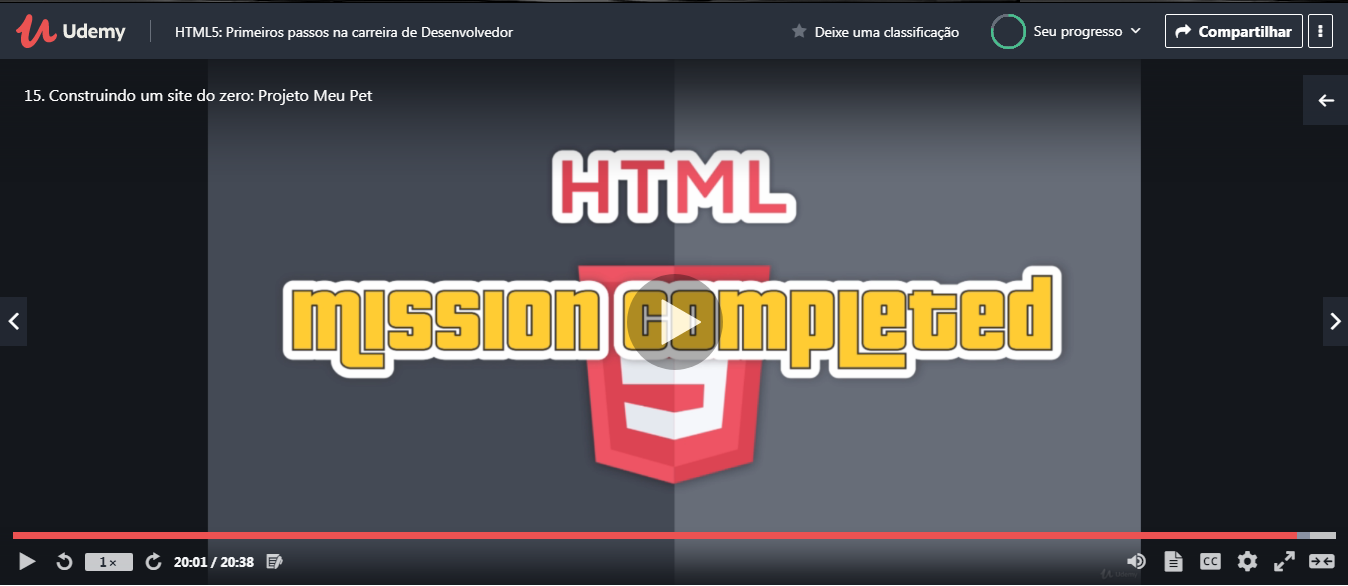 Udemy
HTML5: Primeiros passos na carreira de Desenvolvedor
Deixe uma classificação
Seu progresso
Compartilhar
15. Construindo um site do zero: Projeto Meu Pet
HTML
mission completed
1×
20:01 / 20:38
CC
Udemy